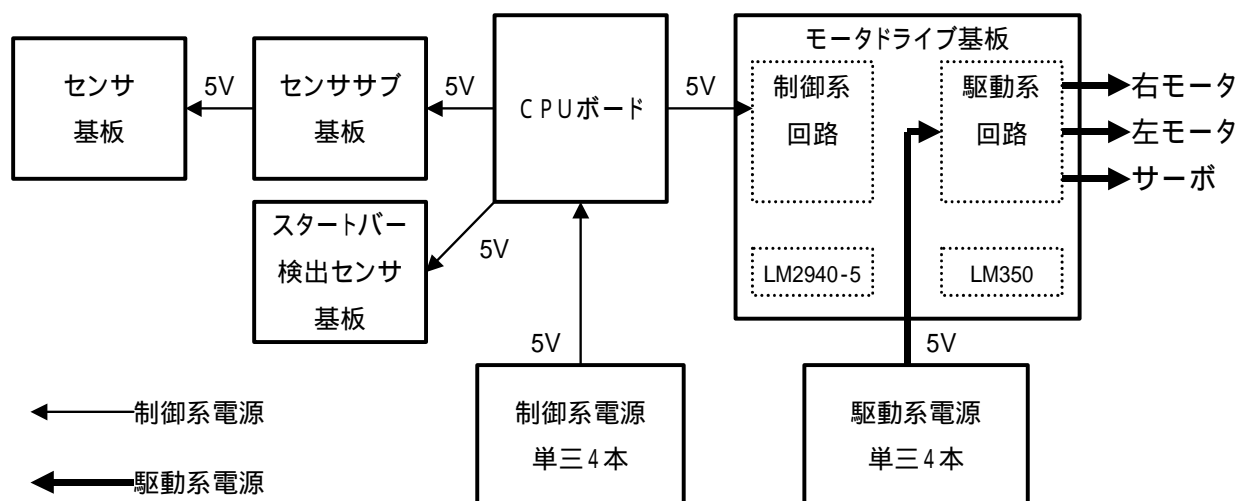 センサ
基板
5V
センササブ
基板
5V
CPUボード
5V
モータドライブ基板
制御系
回路
駆動系
回路
右モータ
左モータ
サーボ
スタートバー
検出センサ
基板
5V
LM2940-5
LM350
5V
5V
制御系電源
単三4本
駆動系電源
単三4本
制御系電源
駆動系電源